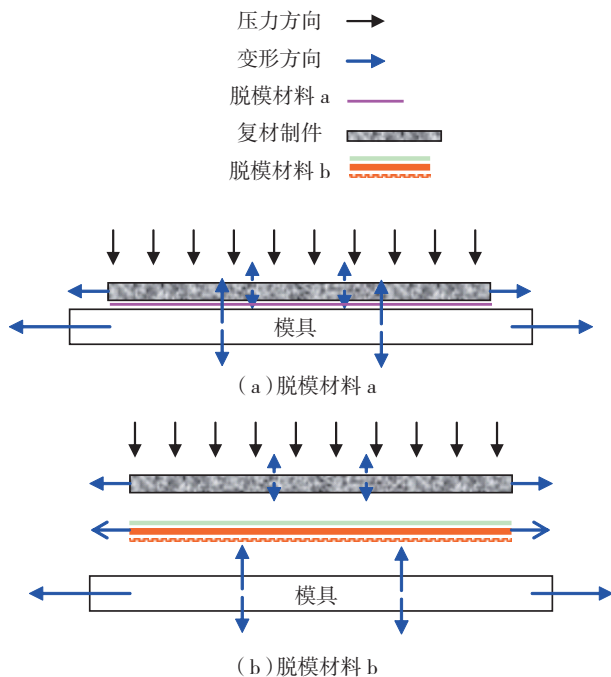 压力方向
变形方向
脱模材料 a
复材制件
脱模材料 b
模具
（a）脱模材料 a
模具
（b）脱模材料 b